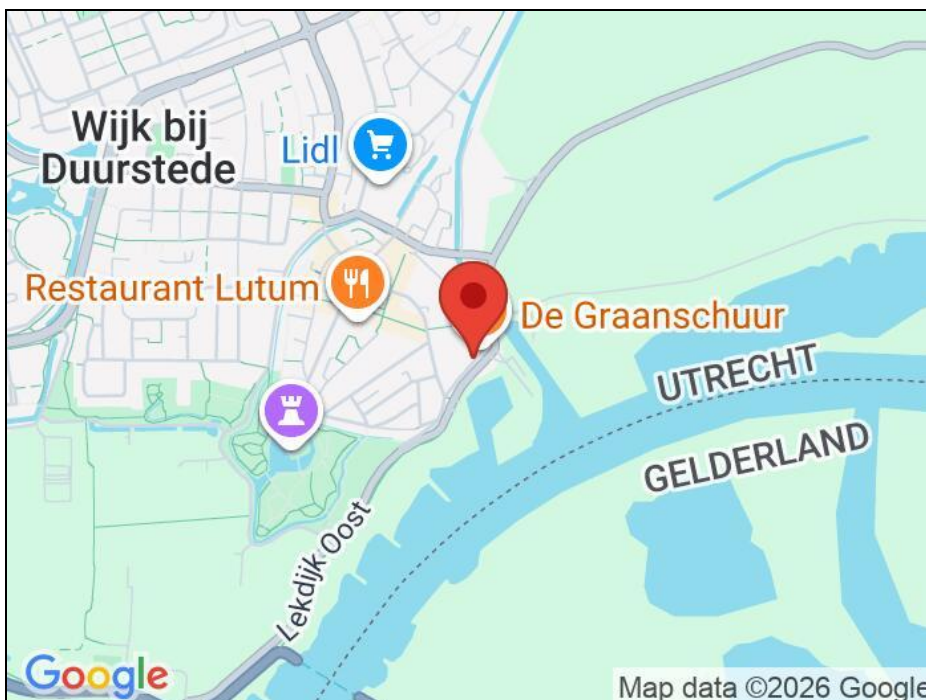 Wijk bij
Duurstede
Lidl
Restaurant Lutum
De Graanschuur
UTRECHT
GELDERLAND
Lekdijk Oost
Google
Map data ©2026 Google